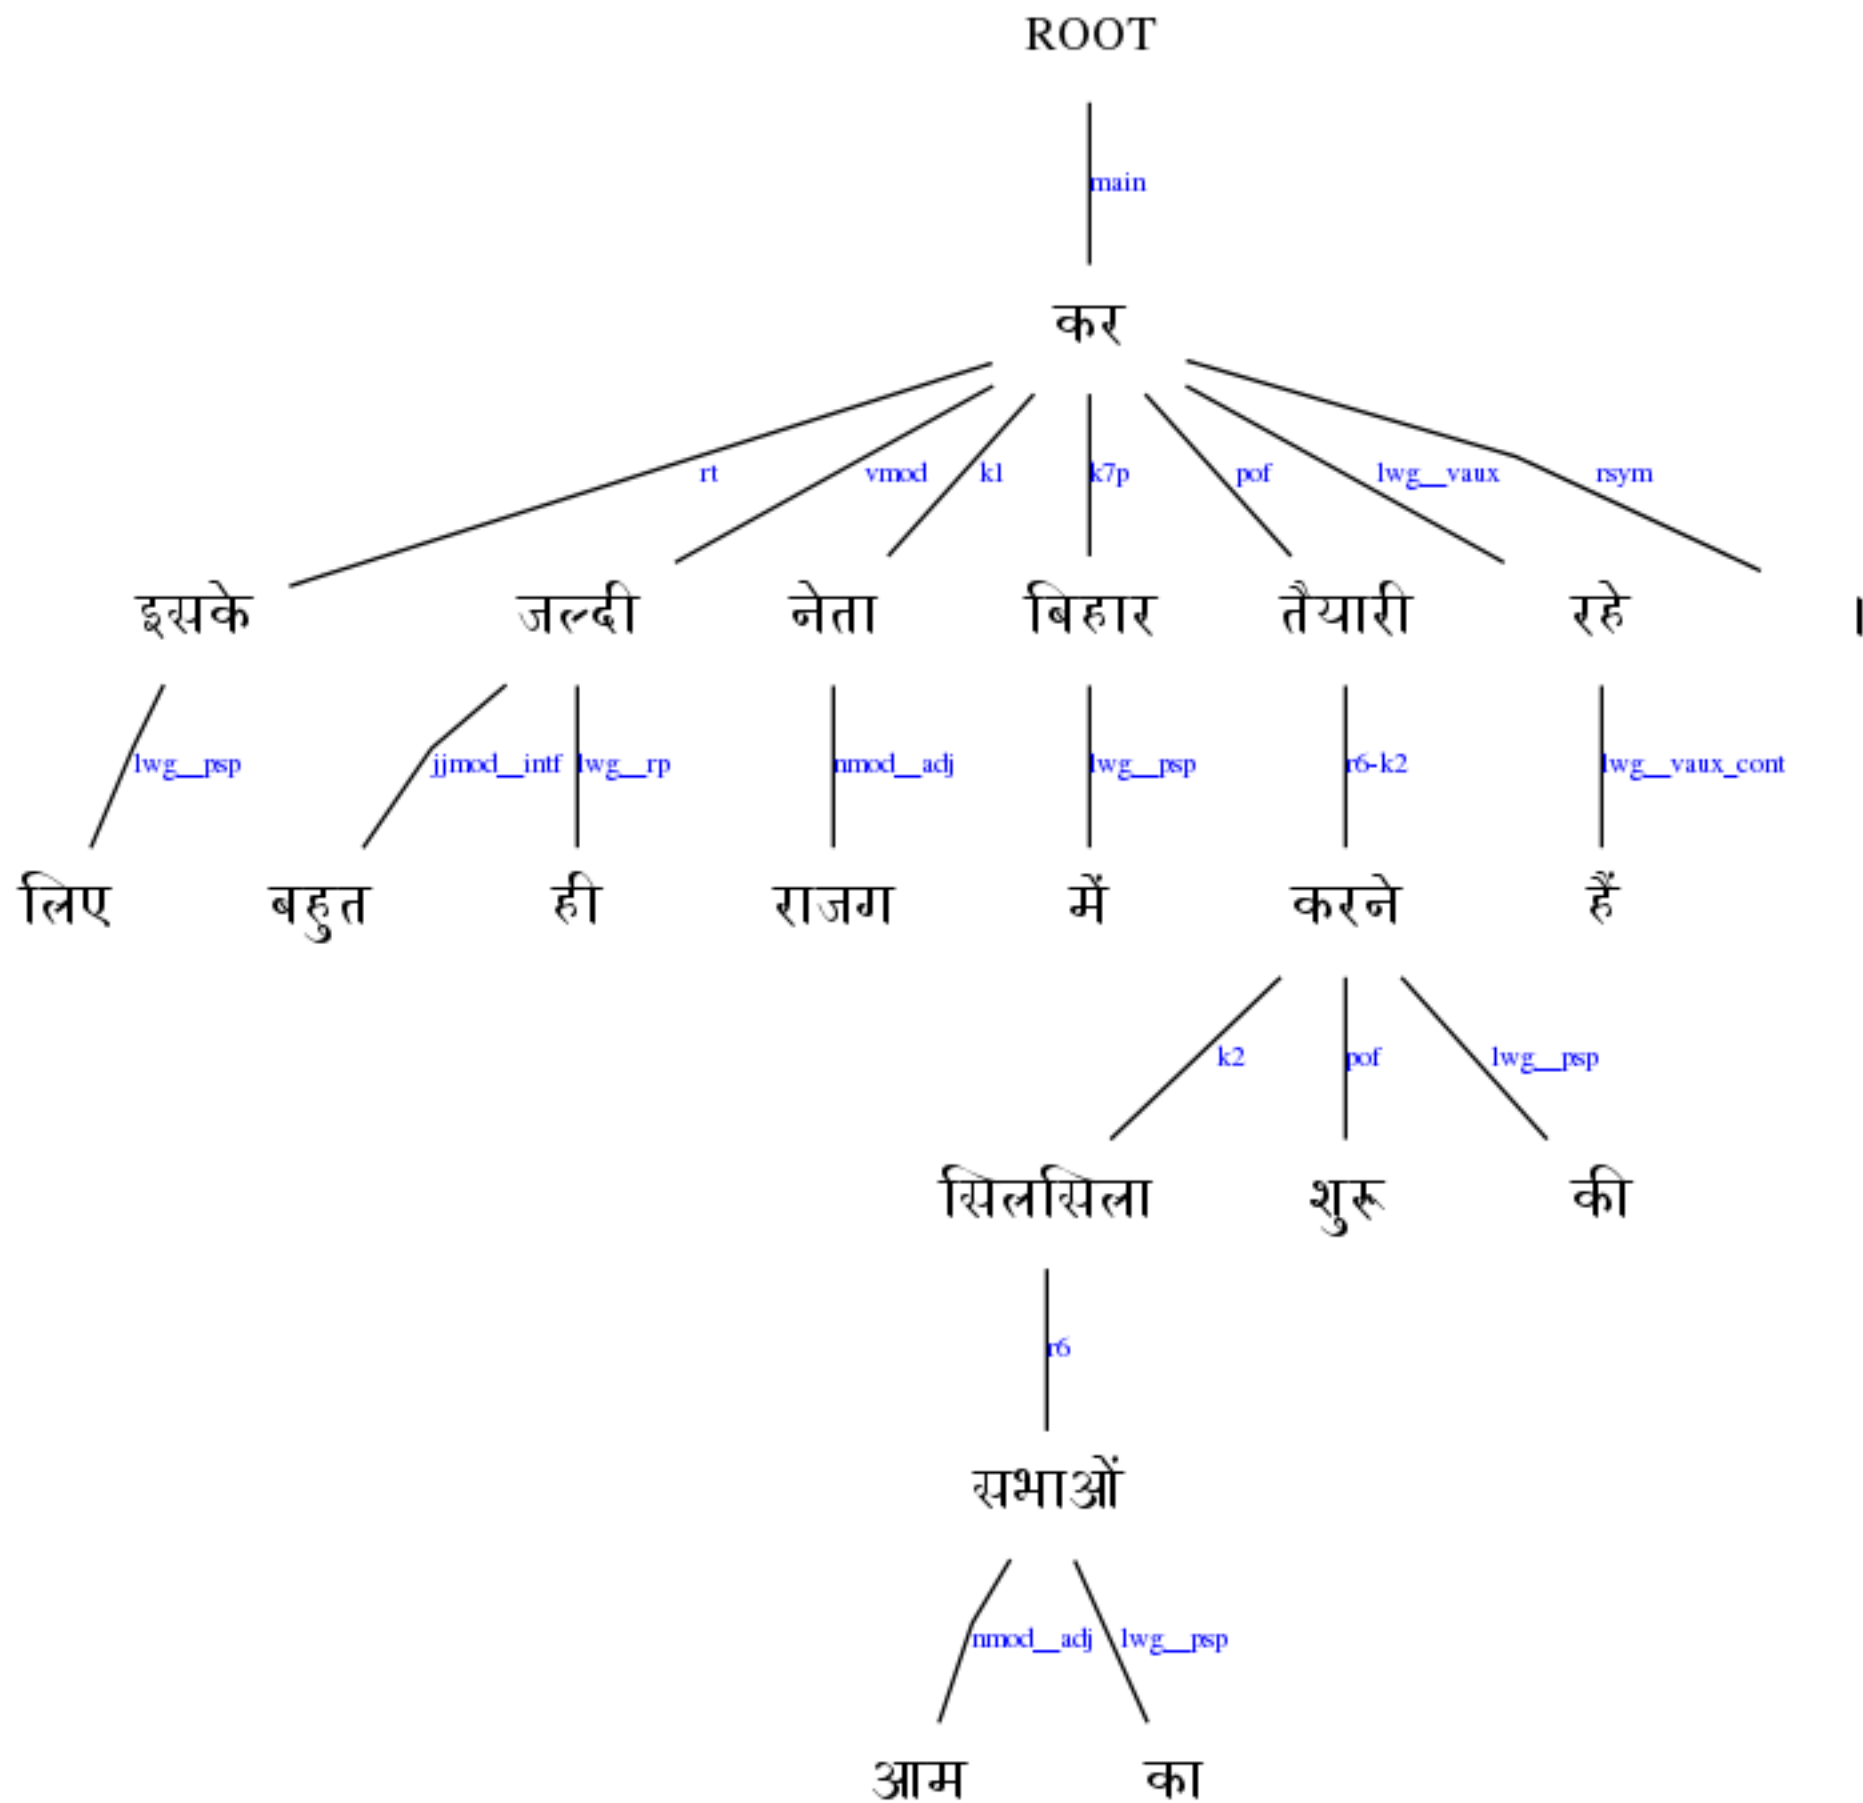 ROOT
main
कर
rt vmod k1 k7p pof lwg__vaux rsym
इसके जल्दी नेता बिहार तैयारी रहे ।
lwg__psp jjmod__intf lwg__rp nmod__adj lwg__psp r6-k2 lwg__vaux_cont
लिए बहुत ही राजग में करने हैं
k2 pof lwg__psp
सिलसिला शुरू की
r6
सभाओं
nmod__adj lwg__psp
आम का